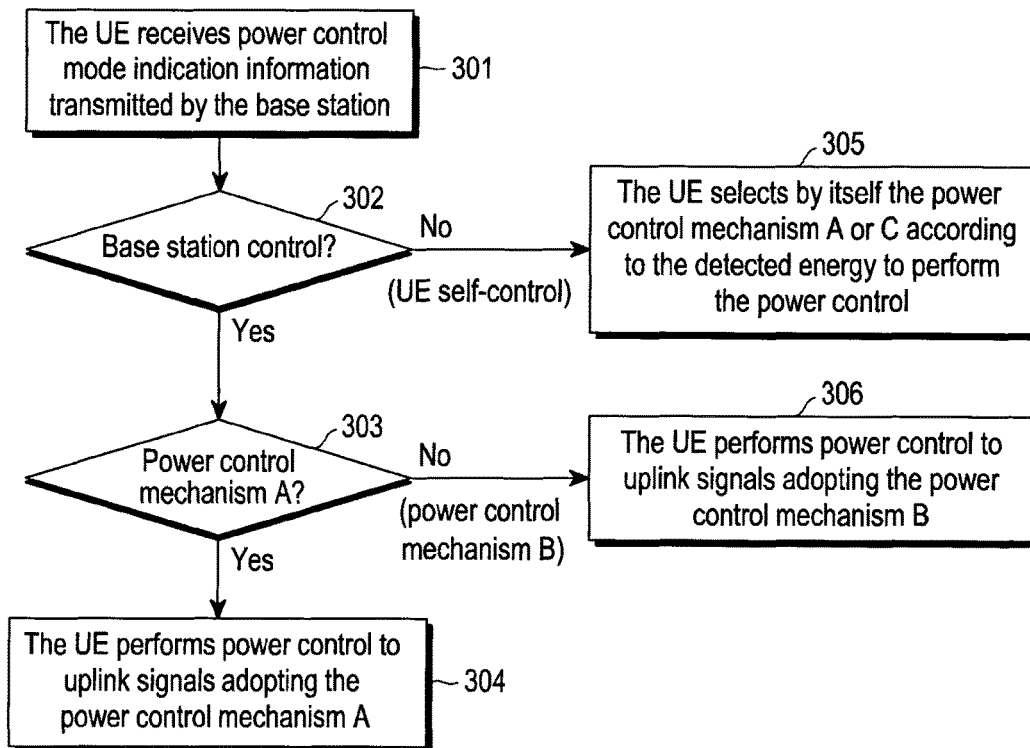 The UE receives power control
mode indication information
transmitted by the base station
301
302
Base station control?
No
(UE self-control)
Yes
305
The UE selects by itself the power
control mechanism A or C according
to the detected energy to perform
the power control
303
Power control
mechanism A?
No
(power control
mechanism B)
Yes
306
The UE performs power control to
uplink signals adopting the power
control mechanism B
The UE performs power control to
uplink signals adopting the
power control mechanism A
304